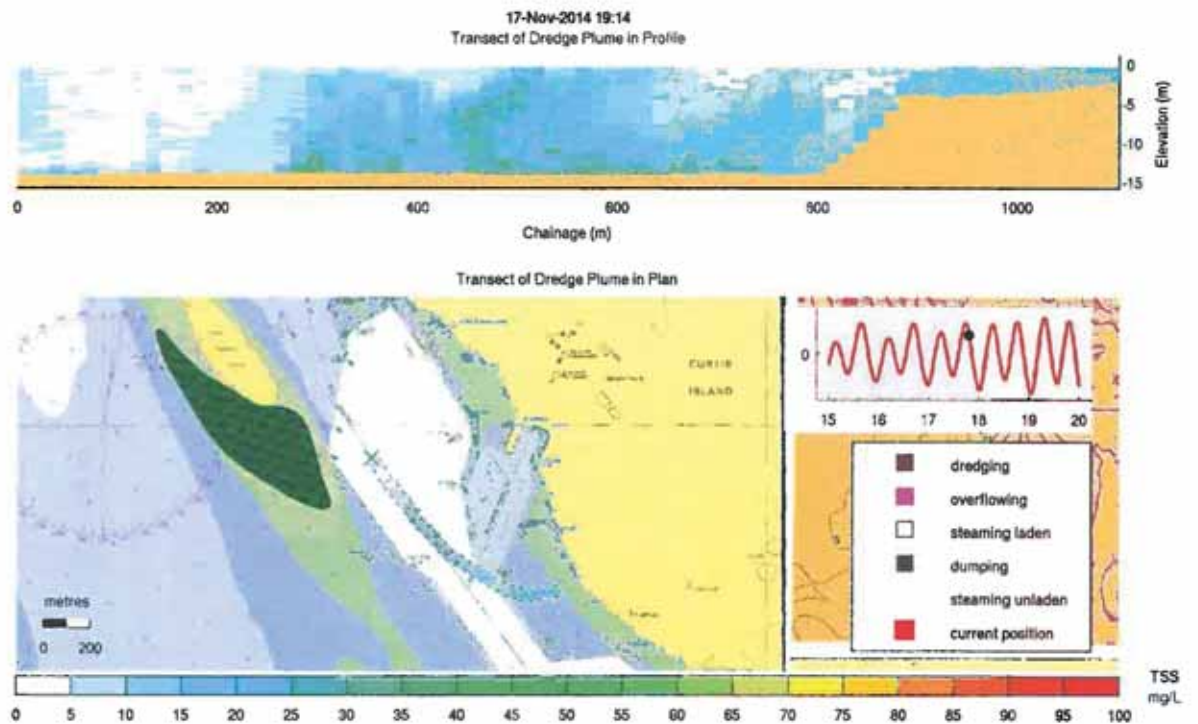 17-Nov-2014 19:14
Transect of Dredge Plume in Profile
0
-5
-10
-15
Elevation (m)
0 200 400 600 800 1000
Chainage (m)
Transect of Dredge Plume in Plan
CURTIS
ISLAND
metres
0 200
0
15 16 17 18 19 20
dredging
overflowing
steaming laden
dumping
steaming unladen
current position
TSS
mg/L
0 5 10 15 20 25 30 35 40 45 50 55 60 65 70 75 80 85 90 95 100